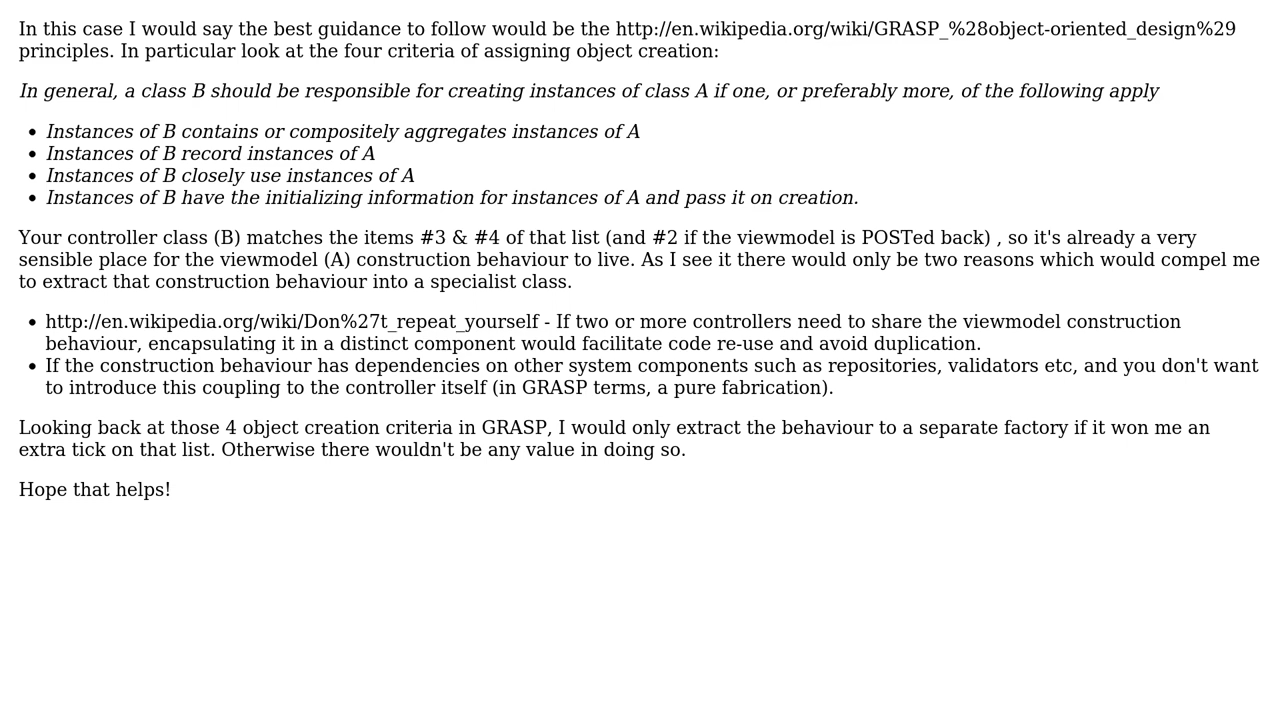 In this case I would say the best guidance to follow would be the http://en.wikipedia.org/wiki/GRASP_%28object-oriented_design%29
principles. In particular look at the four criteria of assigning object creation:
In general, a class B should be responsible for creating instances of class A if one, or preferably more, of the following apply
• Instances of B contains or compositely aggregates instances of A
• Instances of B record instances of A
• Instances of B closely use instances of A
• Instances of B have the initializing information for instances of A and pass it on creation.
Your controller class (B) matches the items #3 & #4 of that list (and #2 if the viewmodel is POSTed back) , so it's already a very
sensible place for the viewmodel (A) construction behaviour to live. As I see it there would only be two reasons which would compel me
to extract that construction behaviour into a specialist class.
• http://en.wikipedia.org/wiki/Don%27t_repeat_yourself - If two or more controllers need to share the viewmodel construction
behaviour, encapsulating it in a distinct component would facilitate code re-use and avoid duplication.
• If the construction behaviour has dependencies on other system components such as repositories, validators etc, and you don't want
to introduce this coupling to the controller itself (in GRASP terms, a pure fabrication).
Looking back at those 4 object creation criteria in GRASP, I would only extract the behaviour to a separate factory if it won me an
extra tick on that list. Otherwise there wouldn't be any value in doing so.
Hope that helps!